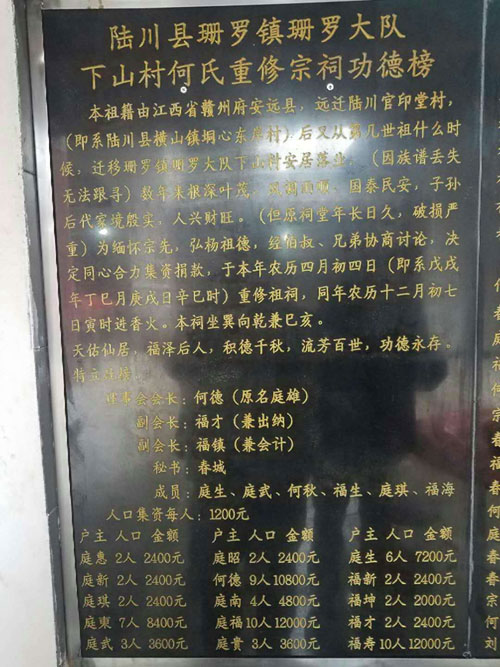 陆川县珊罗镇珊罗大队
下山村何氏重修宗祠功德榜
本祖籍由江西省赣州府安远县，远迁陆川官印堂村，
（即系陆川县横山镇垌心东岸村）后又从第几世祖什么时
候，迁移珊罗镇珊罗大队下山村安居落业，（因族谱丢失
无法跟寻）数年来根深叶茂，风调雨顺，国泰民安，子孙
后代家境殷实，人兴财旺。（但原祠堂年长日久，破损严
重）为缅怀宗先，弘杨祖德，经伯叔、兄弟协商讨论，决
定同心合力集资捐款，于本年农历四月初四日（即系戊戌
年丁巳月庚戌日辛巳时）重修祖祠，同年农历十二月初七
日寅时进香火。本祠坐巽向乾兼巳亥。
天佑仙居，福泽后人，积德千秋，流芳百世，功德永存。
特立
会会长：何德（原名庭雄）
副会长：福才（兼出纳）
副会长：福镇（兼会计）
秘书：春城
成员：庭生、庭武、何秋、福生、庭琪、福海
人口集资每人：1200元
户主 人口 金额 户主 人口 金额 户主 人口 金额
庭惠 2人 2400元 庭昭 2人 2400元 庭生 6人 7200元
庭新 2人 2400元 何德 9人10800元 福新 2人 2400元
庭琪 2人 2400元 庭南 4人 4800元 福坤 2人 2000元
庭東 7人 8400元 庭福10人12000元 福才 2人 2400元
庭武 3人 3600元 庭貴 3人 3600元 福寿10人12000元